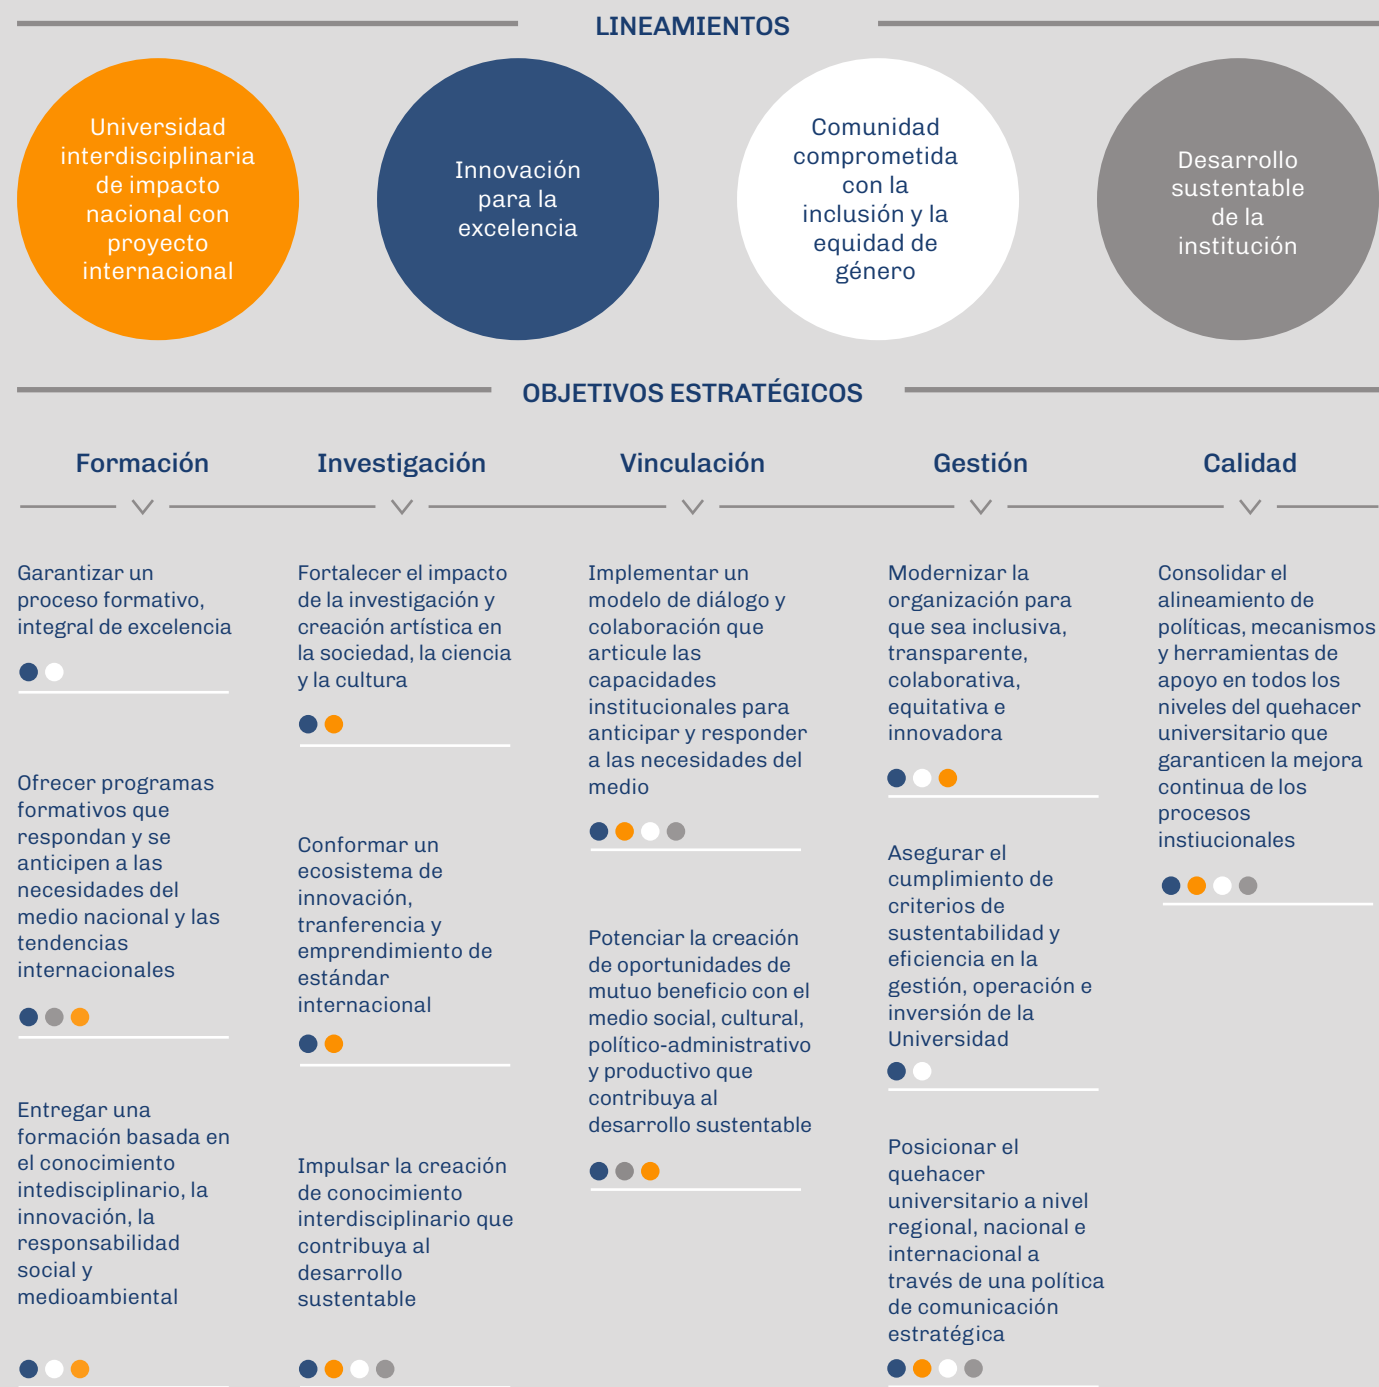 LINEAMIENTOS
Universidad
interdisciplinaria
de impacto
nacional con
proyecto
internacional
Innovación
para la
excelencia
Comunidad
comprometida
con la
inclusión y la
equidad de
género
Desarrollo
sustentable
de la
institución
OBJETIVOS ESTRATÉGICOS
Formación
Garantizar un
proceso formativo,
integral de excelencia
Ofrecer programas
formativos que
respondan y se
anticipen a las
necesidades del
medio nacional y las
tendencias
internacionales
Entregar una
formación basada en
el conocimiento
intedisciplinario, la
innovación, la
responsabilidad
social y
medioambiental
Investigación
Fortalecer el impacto
de la investigación y
creación artística en
la sociedad, la ciencia
y la cultura
Conformar un
ecosistema de
innovación,
tranferencia y
emprendimiento de
estándar
internacional
Impulsar la creación
de conocimiento
interdisciplinario que
contribuya al
desarrollo
sustentable
Vinculación
Implementar un
modelo de diálogo y
colaboración que
articule las
capacidades
institucionales para
anticipar y responder
a las necesidades del
medio
Potenciar la creación
de oportunidades de
mutuo beneficio con el
medio social, cultural,
político-administrativo
y productivo que
contribuya al
desarrollo sustentable
Gestión
Modernizar la
organización para
que sea inclusiva,
transparente,
colaborativa,
equitativa e
innovadora
Asegurar el
cumplimiento de
criterios de
sustentabilidad y
eficiencia en la
gestión, operación e
inversión de la
Universidad
Posicionar el
quehacer
universitario a nivel
regional, nacional e
internacional a
través de una política
de comunicación
estratégica
Calidad
Consolidar el
alineamiento de
políticas, mecanismos
y herramientas de
apoyo en todos los
niveles del quehacer
universitario que
garanticen la mejora
continua de los
procesos
instiucionales